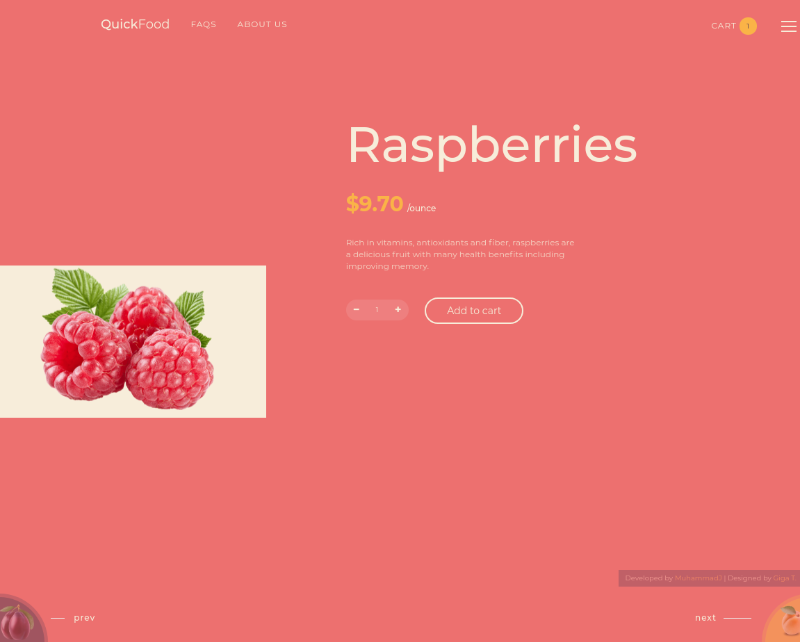 QuickFood FAQS ABOUT US CART 1
Raspberries
$9.70 /ounce
Rich in vitamins, antioxidants and fiber, raspberries are
a delicious fruit with many health benefits including
improving memory.
− 1 + Add to cart
Developed by Muhammad | Designed by Giga T
prev next